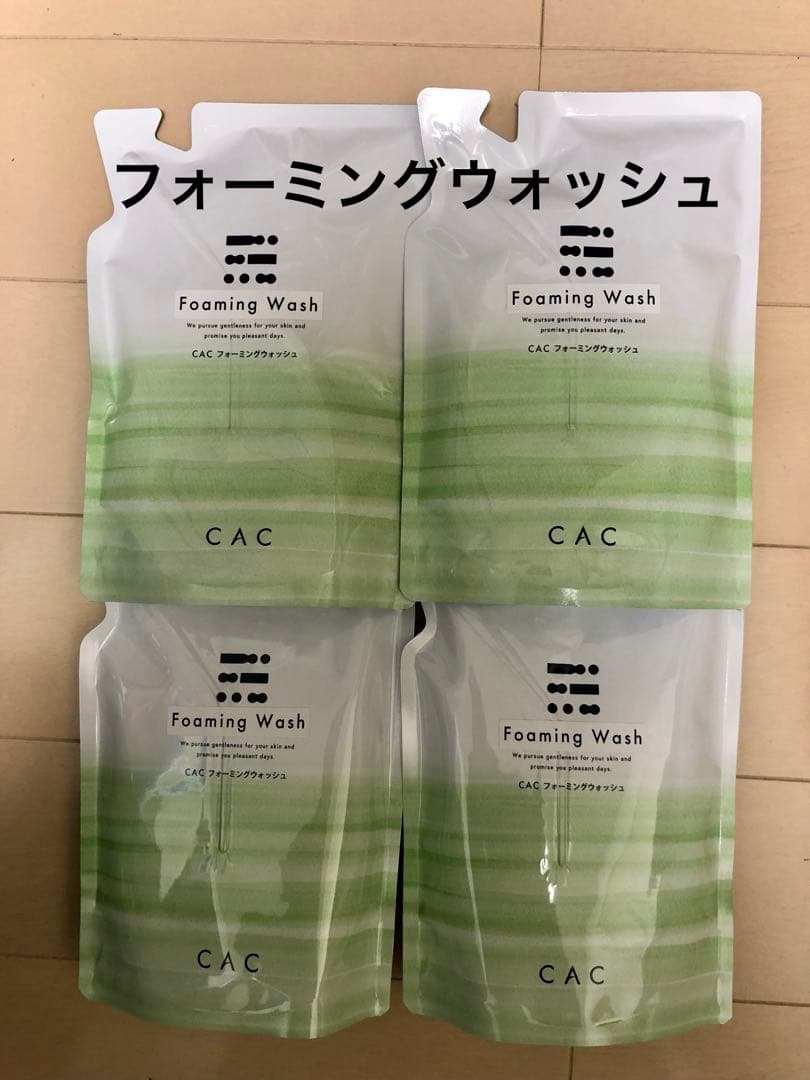 フォーミングウォッシュ
Foaming Wash
We pursue gentleness for your skin and
promise you pleasant days.
CAC フォーミングウォッシュ
CAC
Foaming Wash
We pursue gentleness for your skin and
promise you pleasant days.
CAC フォーミングウォッシュ
CAC
Foaming Wash
We pursue gentleness for your skin and
promise you pleasant days.
CAC フォーミングウォッシュ
CAC
Foaming Wash
We pursue gentleness for your skin and
promise you pleasant days.
CAC フォーミングウォッシュ
CAC